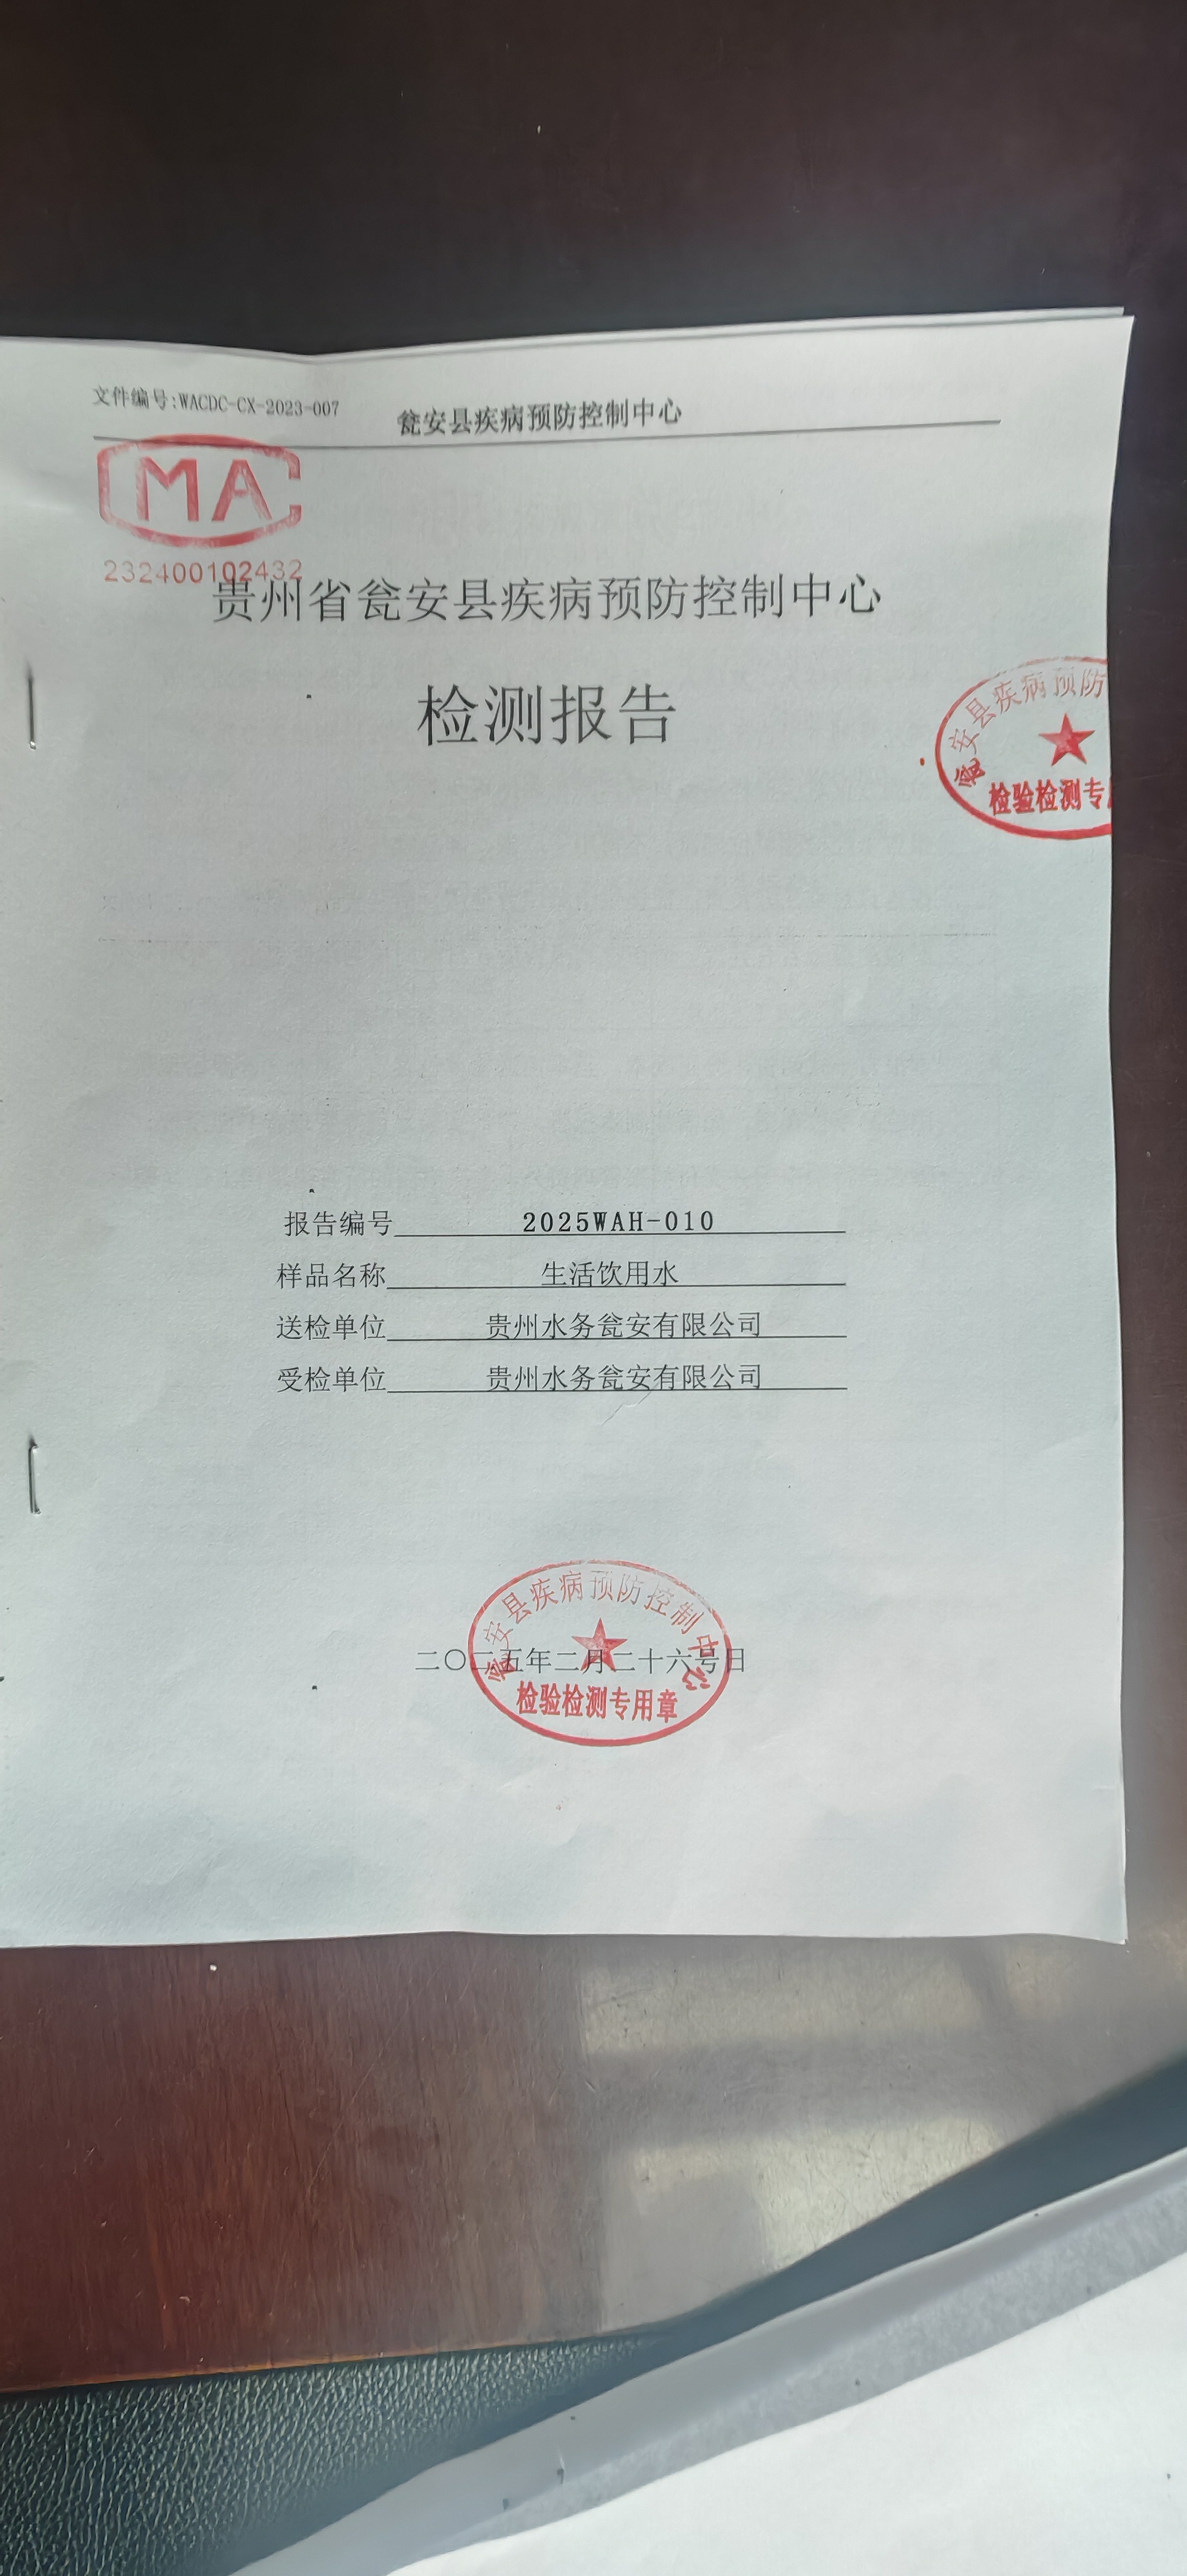 文件编号:WACDC-CX-2023-007
瓮安县疾病预防控制中心
MA
232400102432
贵州省瓮安县疾病预防控制中心
检测报告
瓮安县疾病预防
检验检测专用
报告编号 2025WAH-010
样品名称 生活饮用水
送检单位 贵州水务瓮安有限公司
受检单位 贵州水务瓮安有限公司
瓮安县疾病预防控制中心
二〇二五年二月二十六号日
检验检测专用章